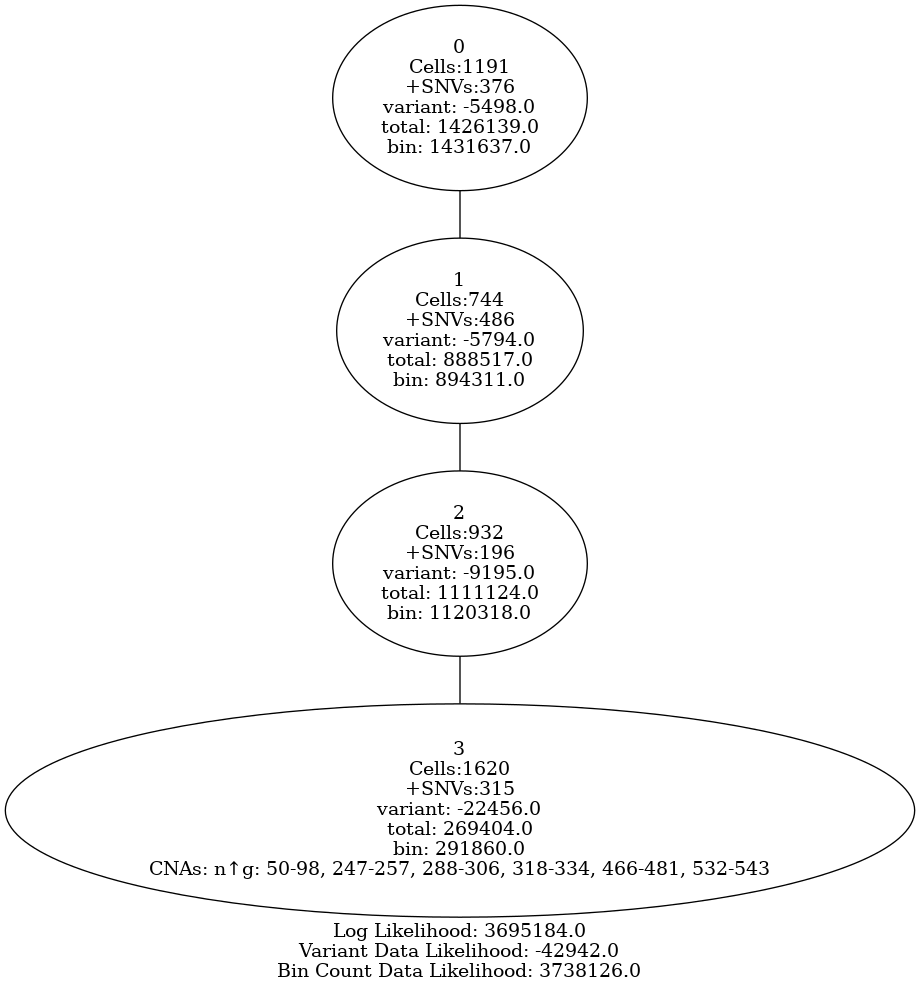 0
Cells:1191
+SNVs:376
variant: -5498.0
total: 1426139.0
bin: 1431637.0
1
Cells:744
+SNVs:486
variant: -5794.0
total: 888517.0
bin: 894311.0
2
Cells:932
+SNVs:196
variant: -9195.0
total: 1111124.0
bin: 1120318.0
3
Cells:1620
+SNVs:315
variant: -22456.0
total: 269404.0
bin: 291860.0
CNAs: n↑g: 50-98, 247-257, 288-306, 318-334, 466-481, 532-543
Log Likelihood: 3695184.0
Variant Data Likelihood: -42942.0
Bin Count Data Likelihood: 3738126.0